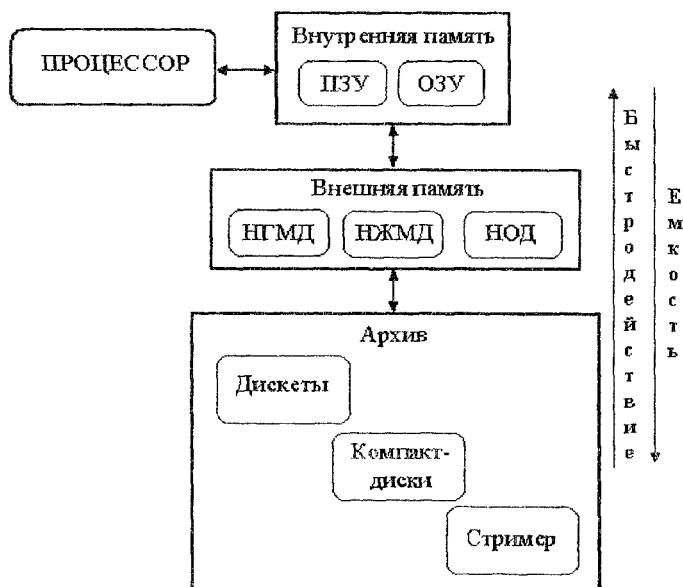 ПРОЦЕССОР
Внутренняя память
ПЗУ ОЗУ
Внешняя память
НГМД НЖМД НОД
Архив
Дискеты
Компакт-
диски
Стример
Быстродействие
Емкость